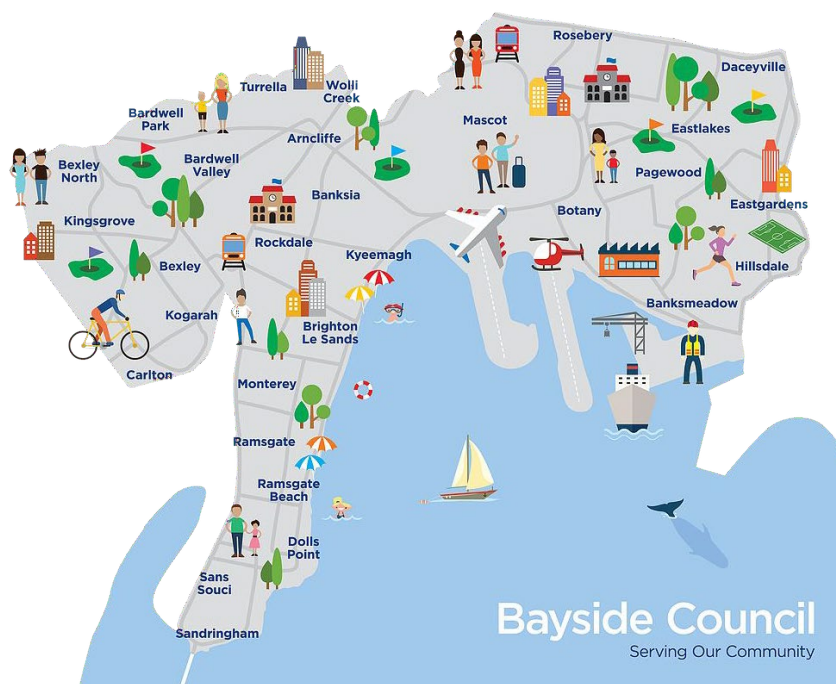 Rosebery
Daceyville
Turrella
Wolli
Creek
Bardwell
Park
Mascot
Eastlakes
Arncliffe
Bexley
North
Bardwell
Valley
Pagewood
Banksia
Eastgardens
Kingsgrove
Botany
Rockdale
Kyeemagh
Bexley
Hillsdale
Banksmeadow
Kogarah
Brighton
Le Sands
Carlton
Monterey
Ramsgate
Ramsgate
Beach
Dolls
Point
Sans
Souci
Sandringham
Bayside Council
Serving Our Community